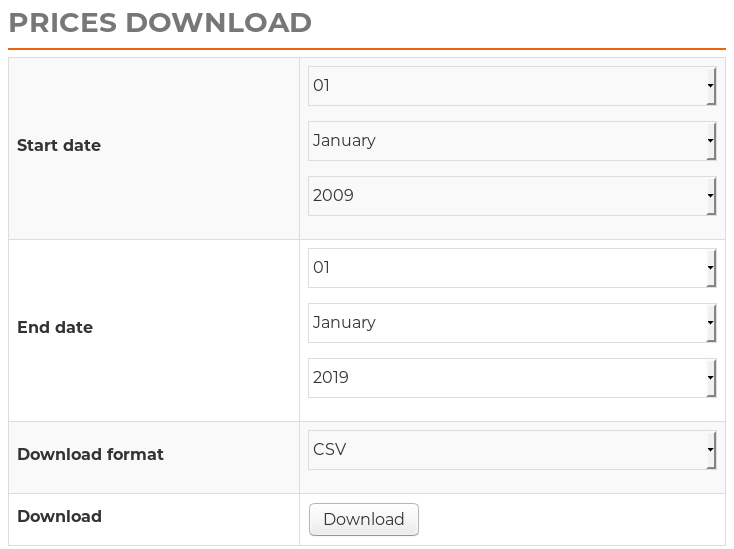 PRICES DOWNLOAD
Start date
01
January
2009
End date
01
January
2019
Download format
CSV
Download
Download